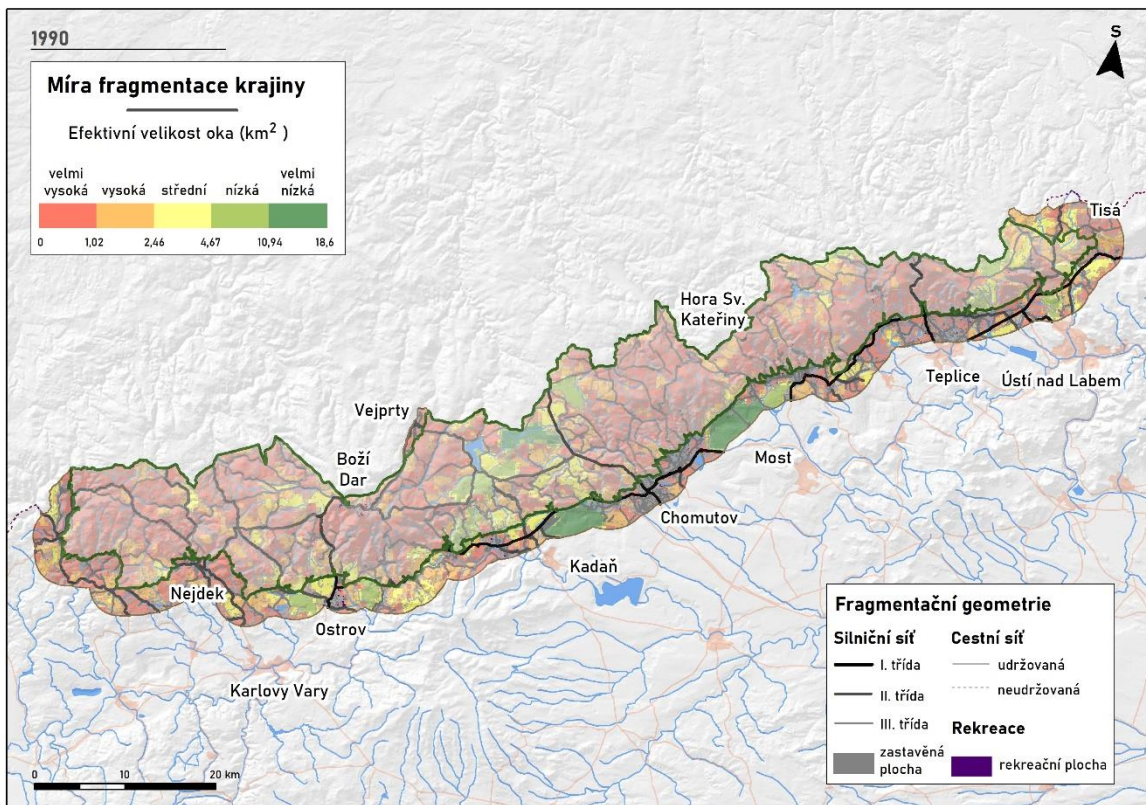 1990
Míra fragmentace krajiny
Efektivní velikost oka (km² )
velmi
vysoká
vysoká
střední
nízká
velmi
nízká
0
1,02
2,46
4,67
10,94
18,6
S
Tisá
Hora Sv.
Kateřiny
Teplice
Ústí nad Labem
Vejprty
Boží
Dar
Most
Chomutov
Kadaň
Nejdek
Ostrov
Karlovy Vary
0
10
20 km
Fragmentační geometrie
Silniční síť
I. třída
II. třída
III. třída
zastavěná
plocha
Cestní síť
udržovaná
neudržovaná
Rekreace
rekreační plocha